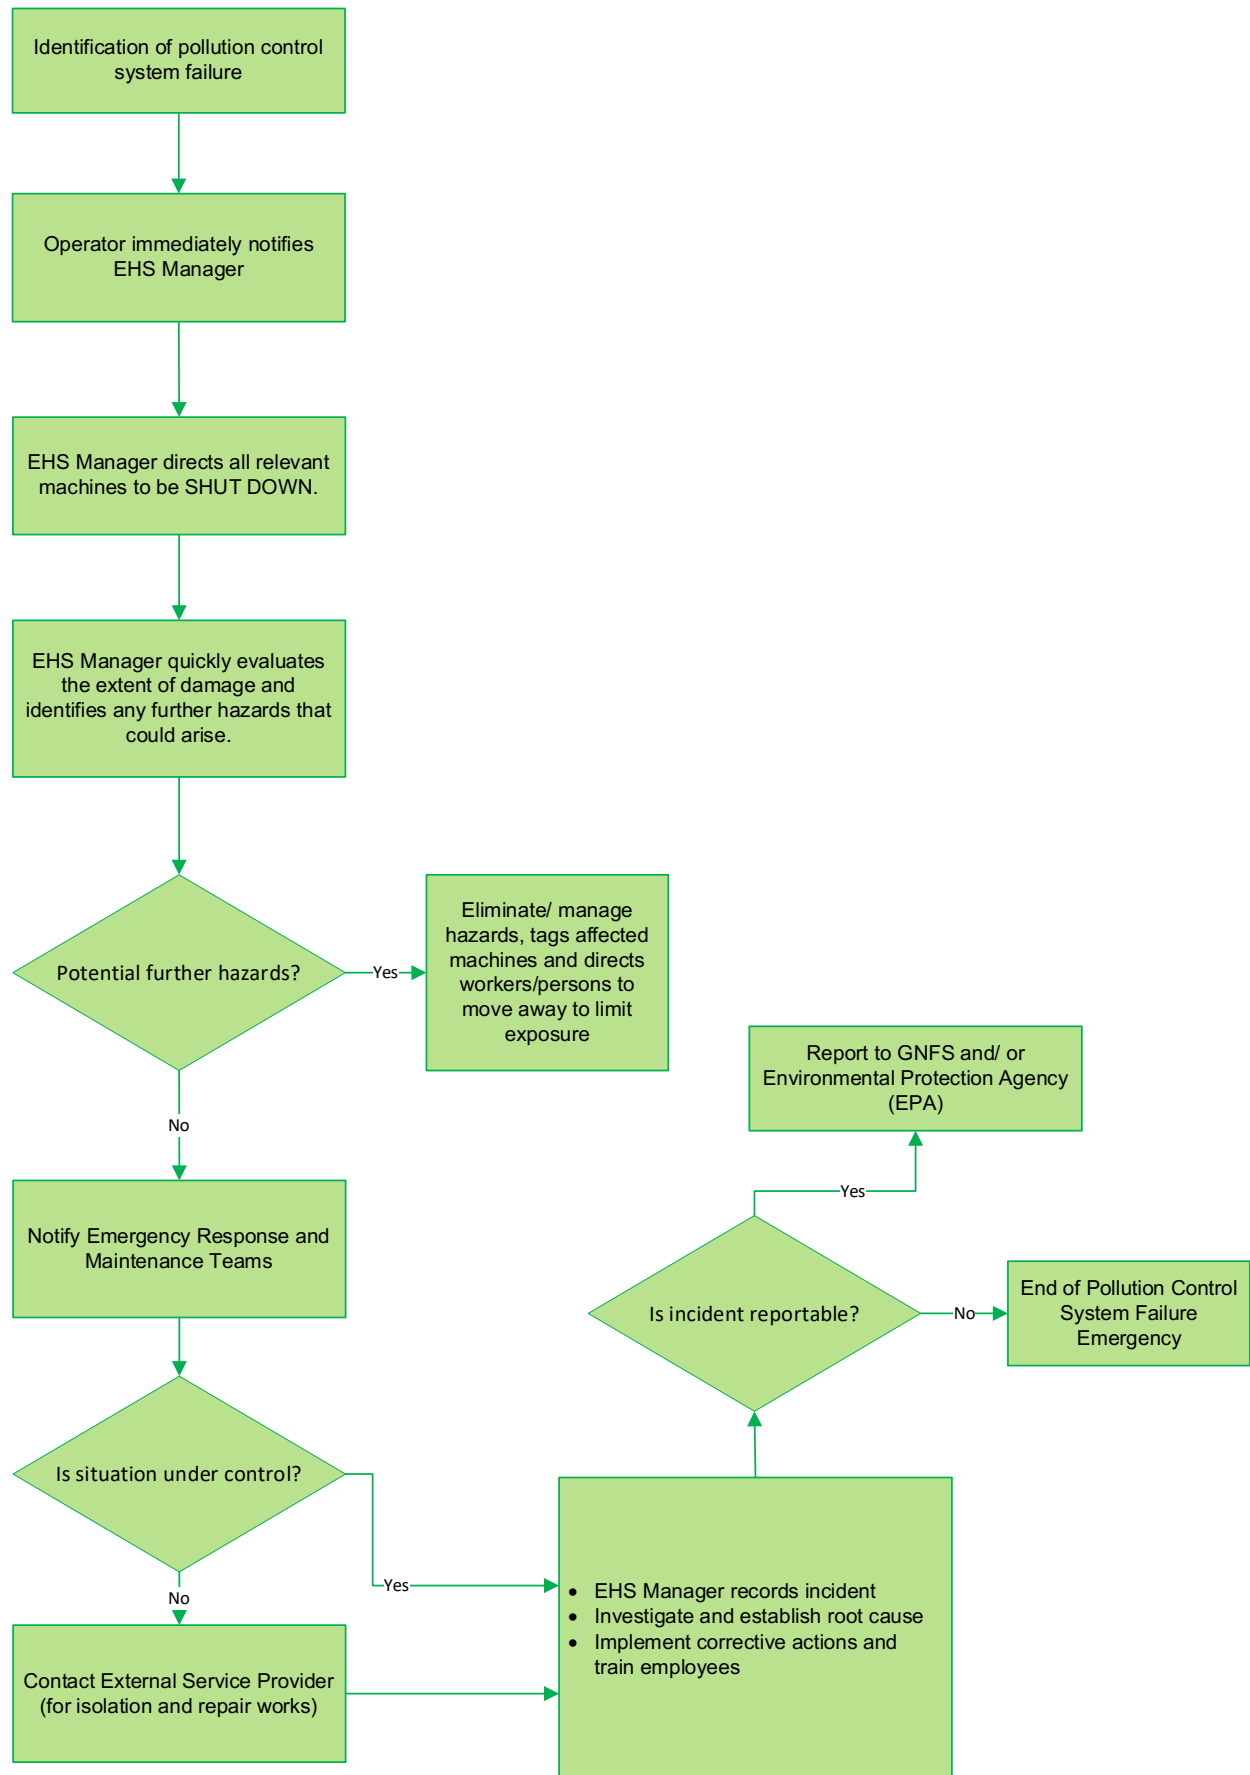 Identification of pollution control
system failure
Operator immediately notifies
EHS Manager
EHS Manager directs all relevant
machines to be SHUT DOWN.
EHS Manager quickly evaluates
the extent of damage and
identifies any further hazards that
could arise.
Potential further hazards?
Yes
Eliminate/ manage
hazards, tags affected
machines and directs
workers/persons to
move away to limit
exposure
No
Notify Emergency Response and
Maintenance Teams
Is situation under control?
Yes
No
Contact External Service Provider
(for isolation and repair works)
• EHS Manager records incident
• Investigate and establish root cause
• Implement corrective actions and
train employees
Is incident reportable?
Yes
Report to GNFS and/ or
Environmental Protection Agency
(EPA)
No
End of Pollution Control
System Failure
Emergency